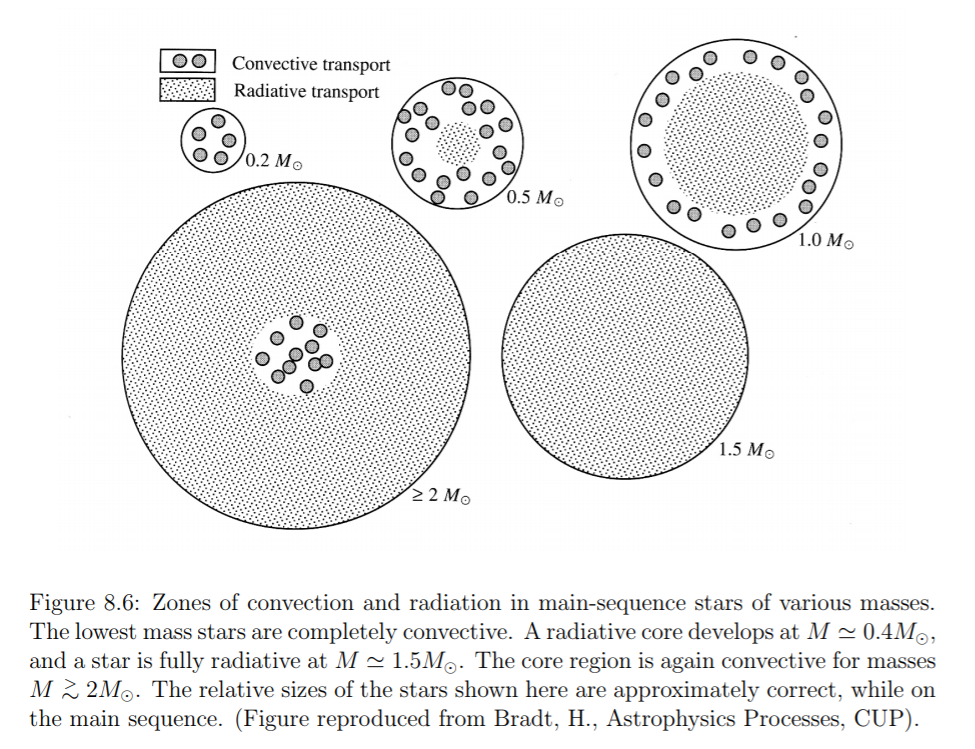 Convective transport
Radiative transport
0.2 M⊙
0.5 M⊙
1.0 M⊙
≥ 2 M⊙
1.5 M⊙
Figure 8.6: Zones of convection and radiation in main-sequence stars of various masses.
The lowest mass stars are completely convective. A radiative core develops at M ≃ 0.4M⊙,
and a star is fully radiative at M ≃ 1.5M⊙. The core region is again convective for masses
M ≳ 2M⊙. The relative sizes of the stars shown here are approximately correct, while on
the main sequence. (Figure reproduced from Bradt, H., Astrophysics Processes, CUP).